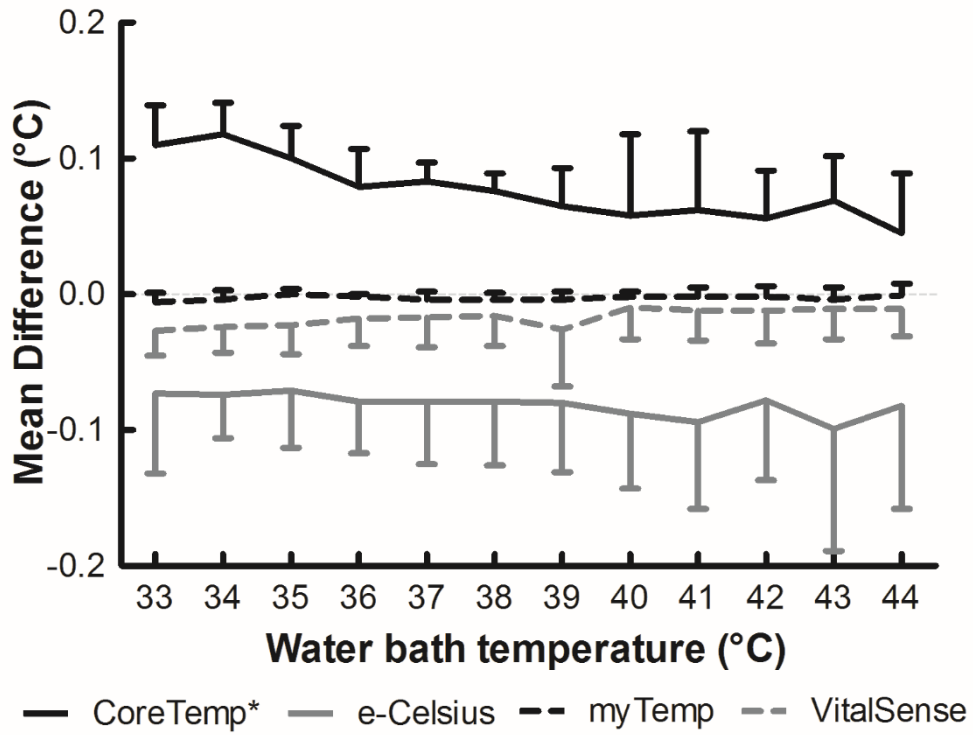 0.2
0.1
0.0
-0.1
-0.2
Mean Difference (°C)
33 34 35 36 37 38 39 40 41 42 43 44
Water bath temperature (°C)
CoreTemp* e-Celsius myTemp VitalSense